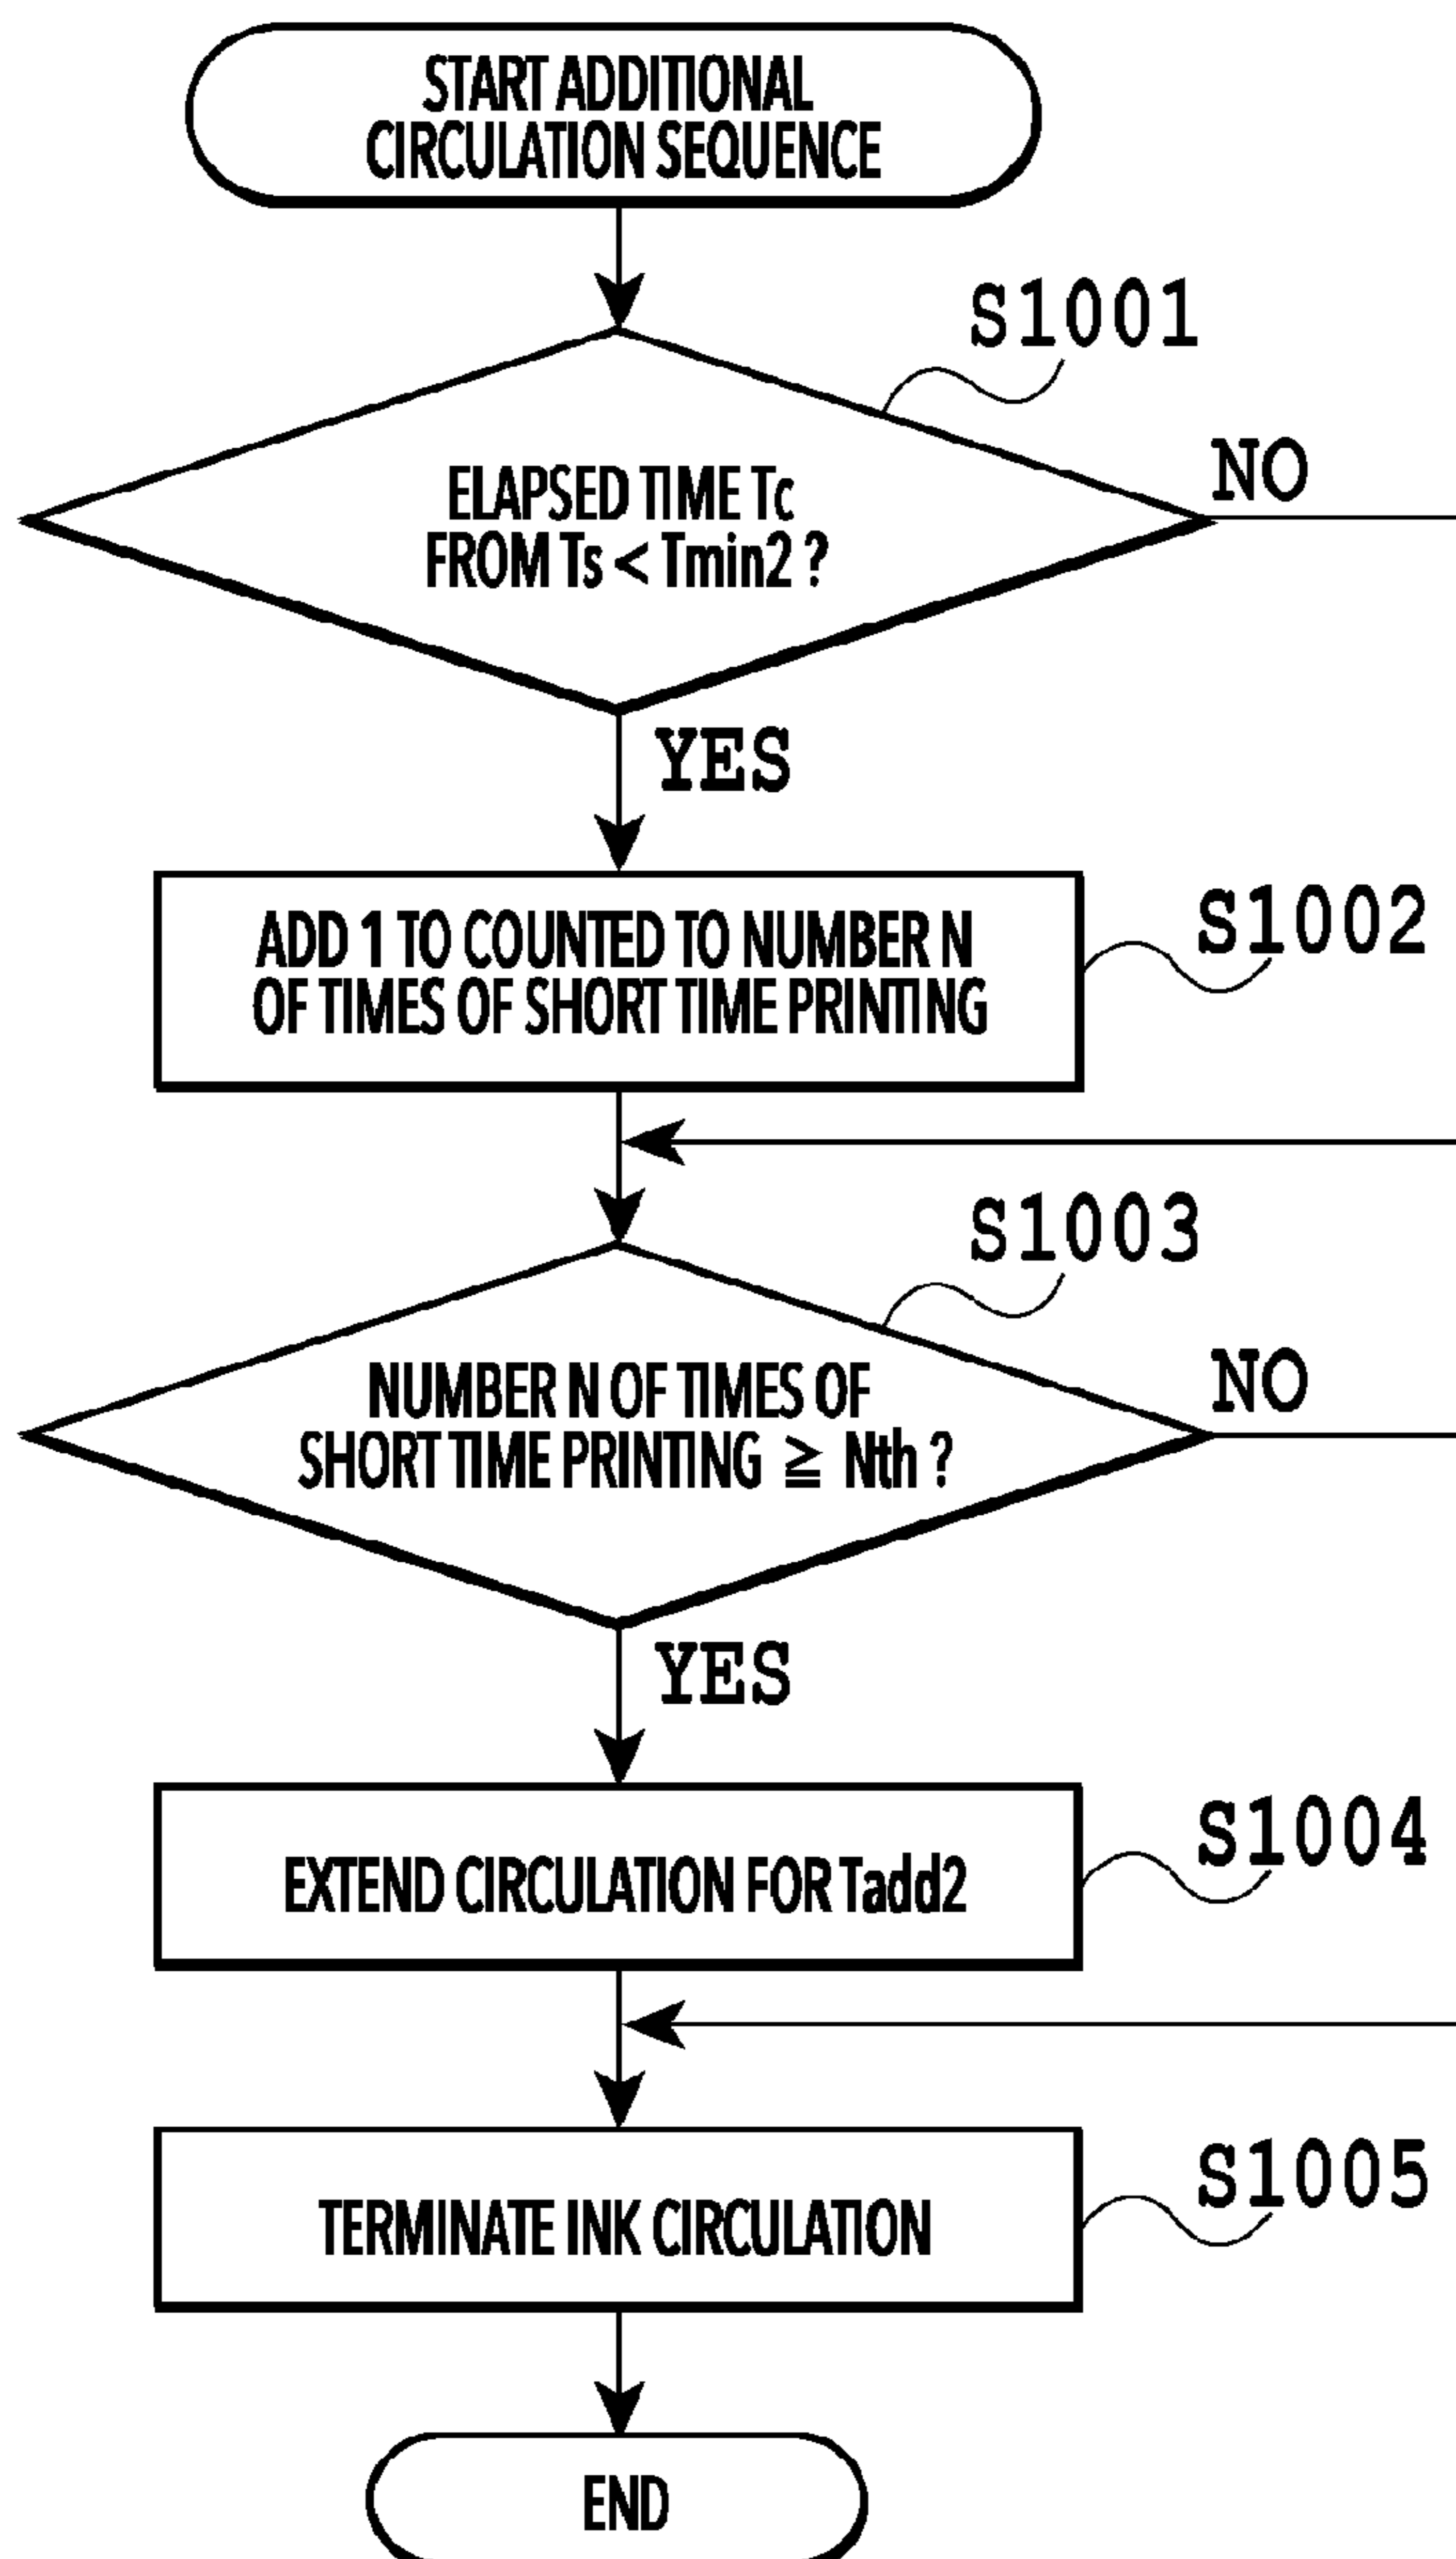 START ADDITIONAL
CIRCULATION SEQUENCE
S1001
ELAPSED TIME Tc
FROM Ts < Tmin2 ?
NO
YES
ADD 1 TO COUNTED TO NUMBER N
OF TIMES OF SHORT TIME PRINTING
S1002
S1003
NUMBER N OF TIMES OF
SHORT TIME PRINTING ≧ Nth ?
NO
YES
EXTEND CIRCULATION FOR Tadd2
S1004
TERMINATE INK CIRCULATION
S1005
END